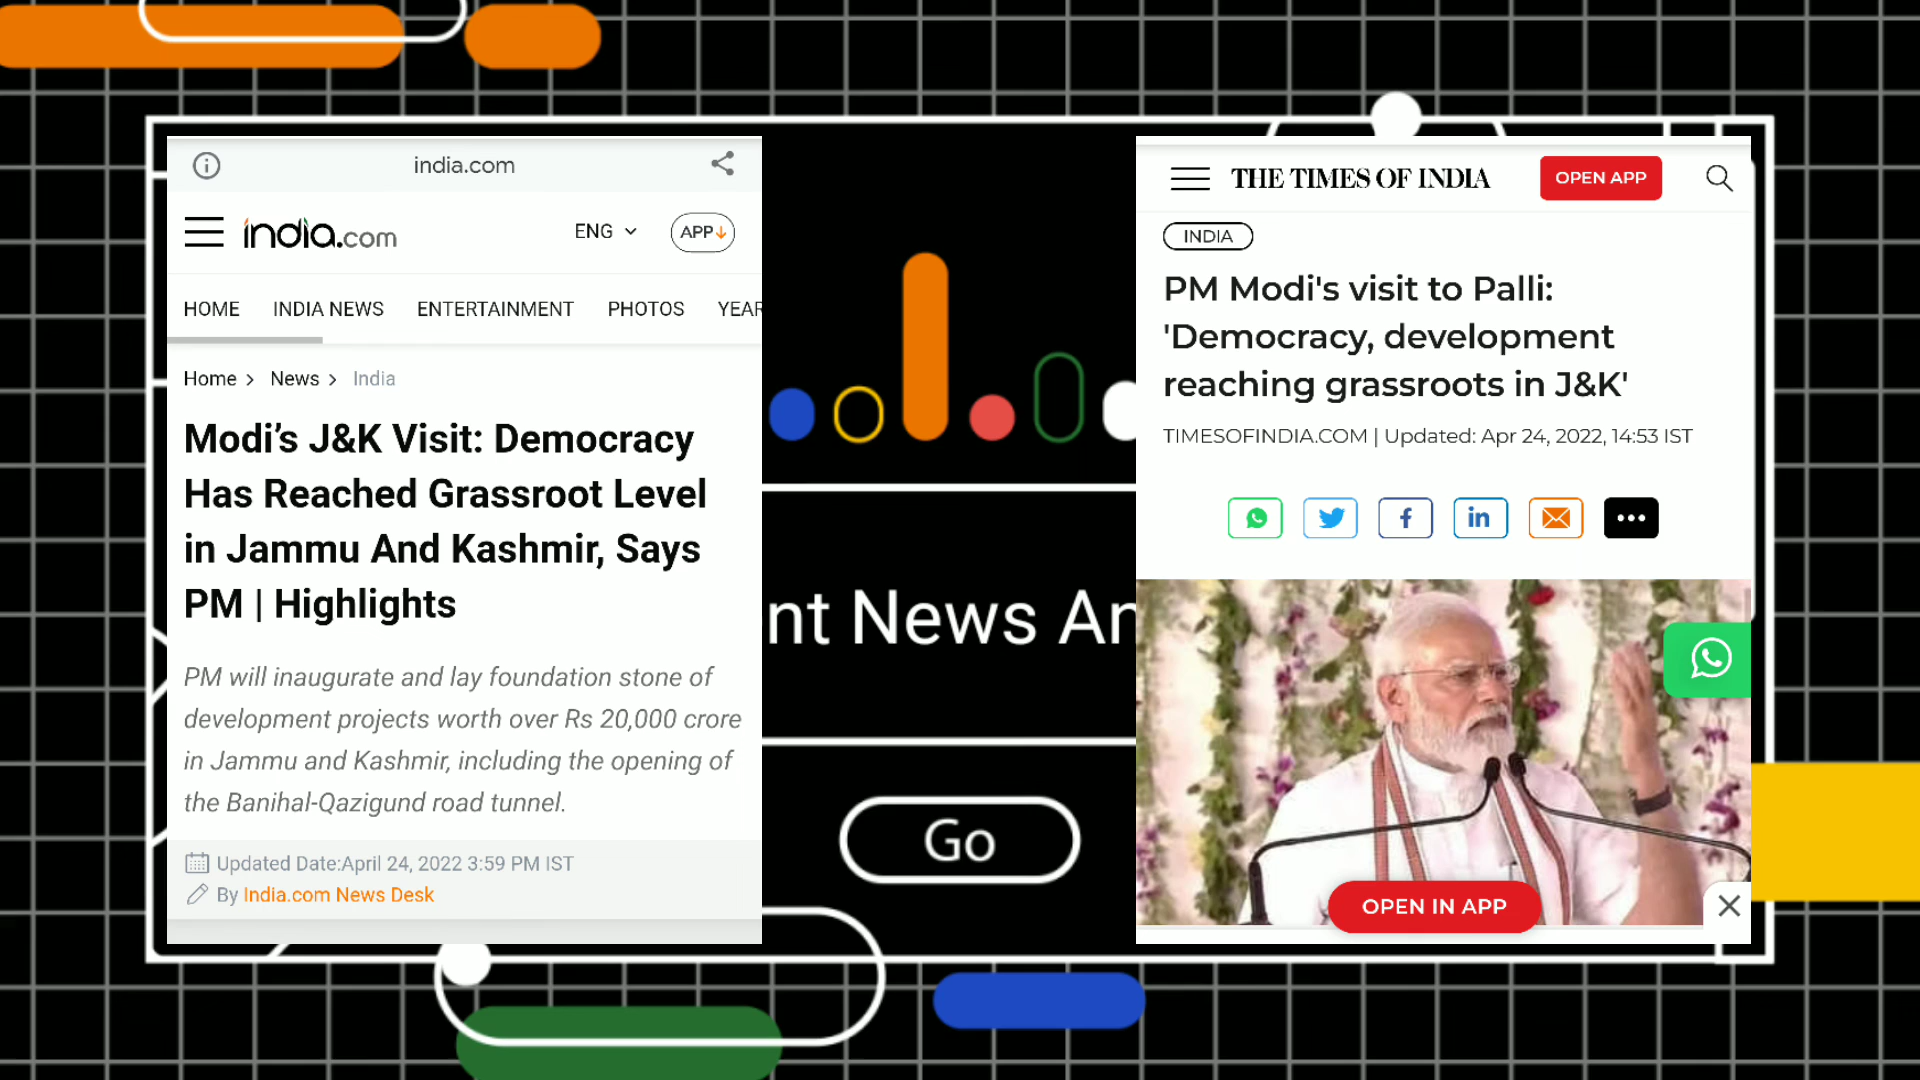 india.com
india.com
ENG
APP
HOME INDIA NEWS ENTERTAINMENT PHOTOS YEAR
Home > News > India
Modi's J&K Visit: Democracy
Has Reached Grassroot Level
in Jammu And Kashmir, Says
PM | Highlights
PM will inaugurate and lay foundation stone of
development projects worth over Rs 20,000 crore
in Jammu and Kashmir, including the opening of
the Banihal-Qazigund road tunnel.
Updated Date:April 24, 2022 3:59 PM IST
By India.com News Desk
nt News An
Go
THE TIMES OF INDIA
OPEN APP
INDIA
PM Modi's visit to Palli:
'Democracy, development
reaching grassroots in J&K'
TIMESOFINDIA.COM | Updated: Apr 24, 2022, 14:53 IST
OPEN IN APP